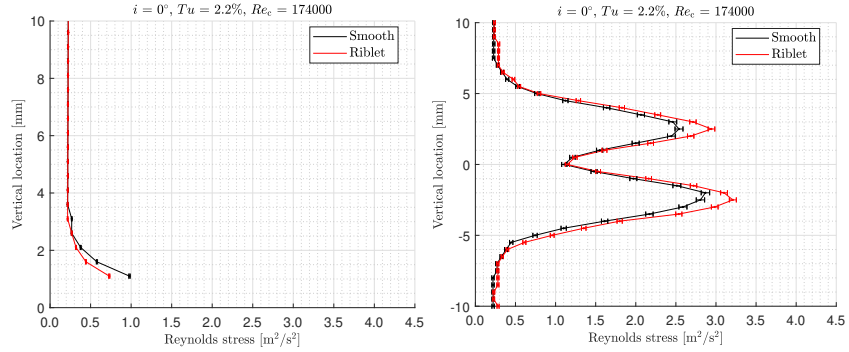 i = 0°, Tu = 2.2%, Re_c = 174000
10
8
6
4
2
0
Vertical location [mm]
Smooth
Riblet
0.0 0.5 1.0 1.5 2.0 2.5 3.0 3.5 4.0 4.5
Reynolds stress [m²/s²]
i = 0°, Tu = 2.2%, Re_c = 174000
10
5
0
-5
-10
Vertical location [mm]
Smooth
Riblet
0.0 0.5 1.0 1.5 2.0 2.5 3.0 3.5 4.0 4.5
Reynolds stress [m²/s²]